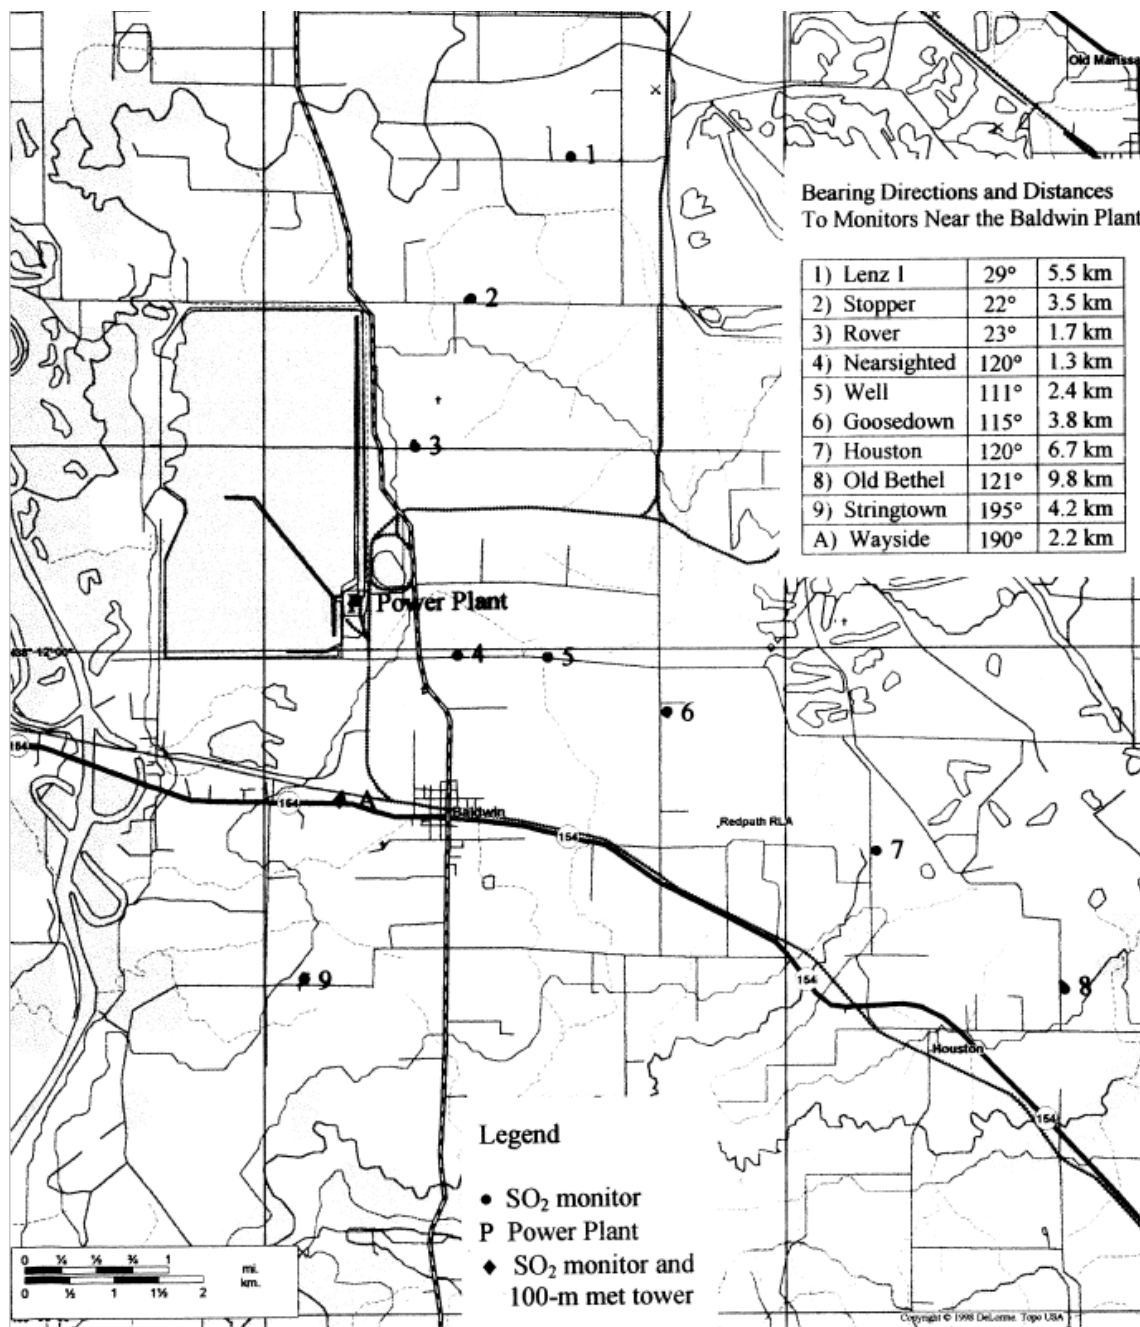 Old Marissa
1
Bearing Directions and Distances
To Monitors Near the Baldwin Plant
1) Lenz 1 29° 5.5 km
2) Stopper 22° 3.5 km
3) Rover 23° 1.7 km
4) Nearsighted 120° 1.3 km
5) Well 111° 2.4 km
6) Goosedown 115° 3.8 km
7) Houston 120° 6.7 km
8) Old Bethel 121° 9.8 km
9) Stringtown 195° 4.2 km
A) Wayside 190° 2.2 km
2
3
P Power Plant
4
5
6
154
154
A
Baldwin
154
Redpath RLA
7
9
154
8
Houston
154
Legend
SO₂ monitor
P Power Plant
SO₂ monitor and
100-m met tower
0 ¼ ½ ¾ 1 mi.
0 ½ 1 1½ 2 km.
Copyright © 1998 DeLorme. Topo USA